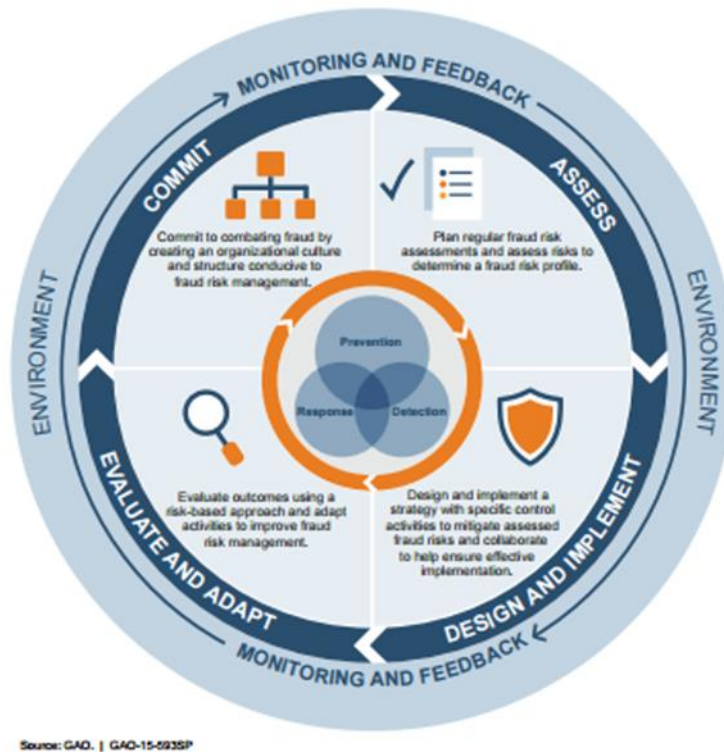 MONITORING AND FEEDBACK
COMMIT
ASSESS
Commit to combating fraud by
creating an organizational culture
and structure conducive to
fraud risk management.
Plan regular fraud risk
assessments and assess risks to
determine a fraud risk profile.
ENVIRONMENT
ENVIRONMENT
Prevention
Response
Detection
Evaluate outcomes using a
risk-based approach and adapt
activities to improve fraud
risk management.
Design and implement a
strategy with specific control
activities to mitigate assessed
fraud risks and collaborate
to help ensure effective
implementation.
EVALUATE AND ADAPT
DESIGN AND IMPLEMENT
MONITORING AND FEEDBACK
Source: GAO. | GAO-15-593SP